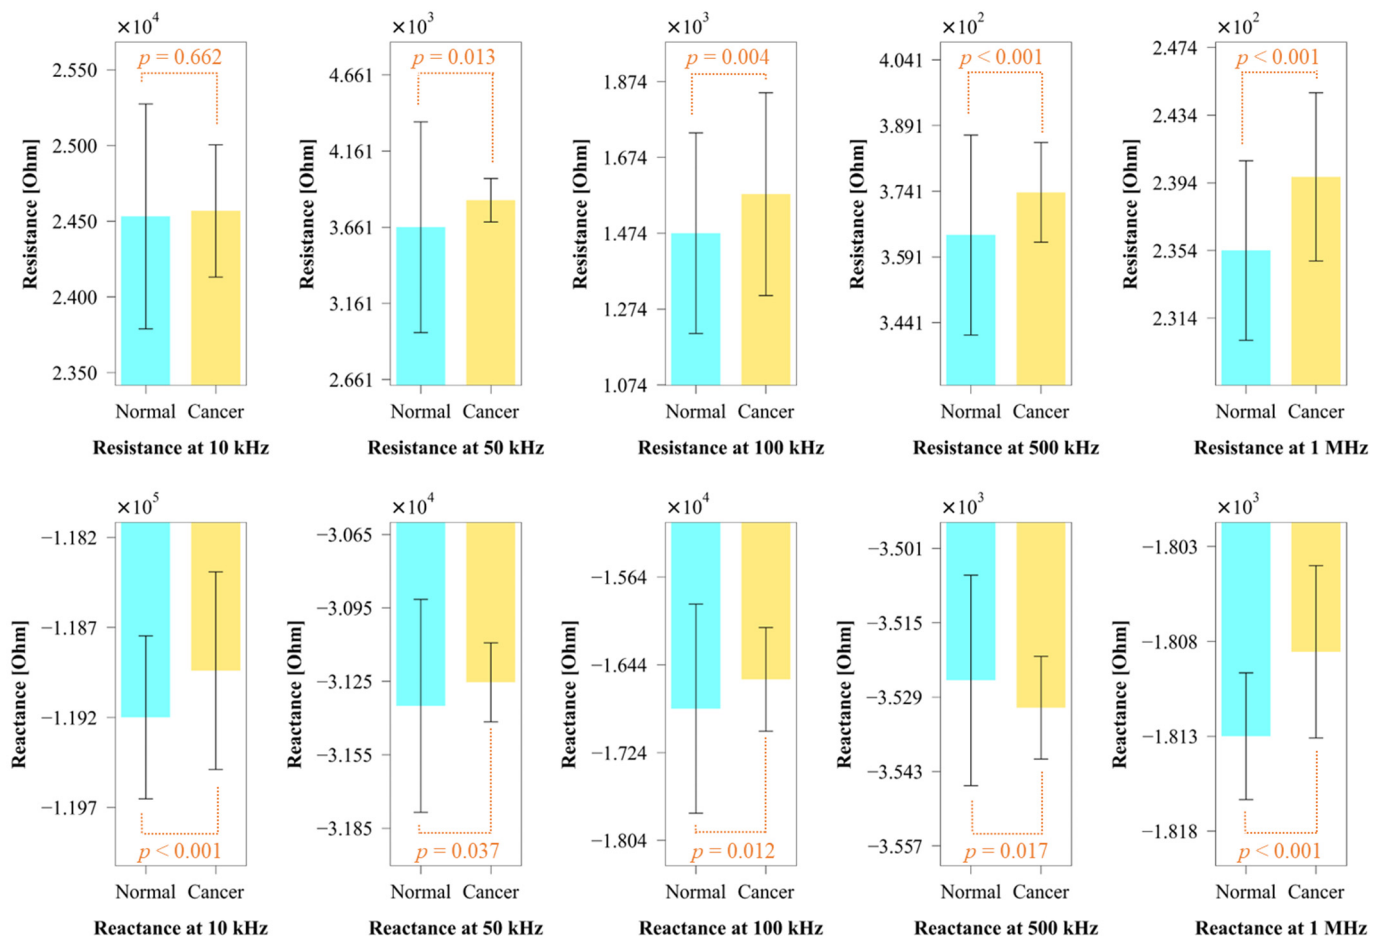 ×10⁴
p = 0.662
Resistance [Ohm]
2.550
2.500
2.450
2.400
2.350
Normal Cancer
Resistance at 10 kHz
×10³
p = 0.013
Resistance [Ohm]
4.661
4.161
3.661
3.161
2.661
Normal Cancer
Resistance at 50 kHz
×10³
p = 0.004
Resistance [Ohm]
1.874
1.674
1.474
1.274
1.074
Normal Cancer
Resistance at 100 kHz
×10²
p < 0.001
Resistance [Ohm]
4.041
3.891
3.741
3.591
3.441
Normal Cancer
Resistance at 500 kHz
×10²
p < 0.001
Resistance [Ohm]
2.474
2.434
2.394
2.354
2.314
Normal Cancer
Resistance at 1 MHz
×10⁵
Reactance [Ohm]
−1.182
−1.187
−1.192
−1.197
p < 0.001
Normal Cancer
Reactance at 10 kHz
×10⁴
Reactance [Ohm]
−3.065
−3.095
−3.125
−3.155
−3.185
p = 0.037
Normal Cancer
Reactance at 50 kHz
×10⁴
Reactance [Ohm]
−1.564
−1.644
−1.724
−1.804
p = 0.012
Normal Cancer
Reactance at 100 kHz
×10³
Reactance [Ohm]
−3.501
−3.515
−3.529
−3.543
−3.557
p = 0.017
Normal Cancer
Reactance at 500 kHz
×10³
Reactance [Ohm]
−1.803
−1.808
−1.813
−1.818
p < 0.001
Normal Cancer
Reactance at 1 MHz